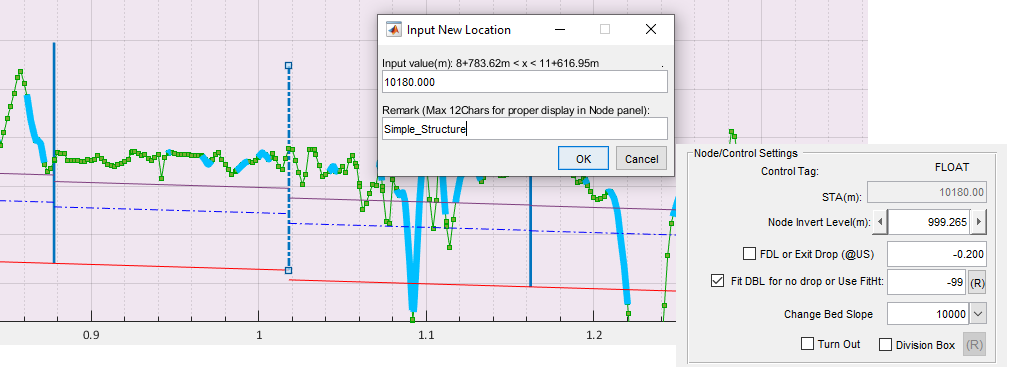 Input New Location
Input value(m): 8+783.62m < x < 11+616.95m .
10180.000
Remark (Max 12Chars for proper display in Node panel):
Simple_Structure
OK Cancel
Node/Control Settings
Control Tag: FLOAT
STA(m): 10180.00
Node Invert Level(m): 999.265
FDL or Exit Drop (@US) -0.200
Fit DBL for no drop or Use FitHt: -99 (R)
Change Bed Slope 10000
Turn Out Division Box (R)
0.9 1 1.1 1.2